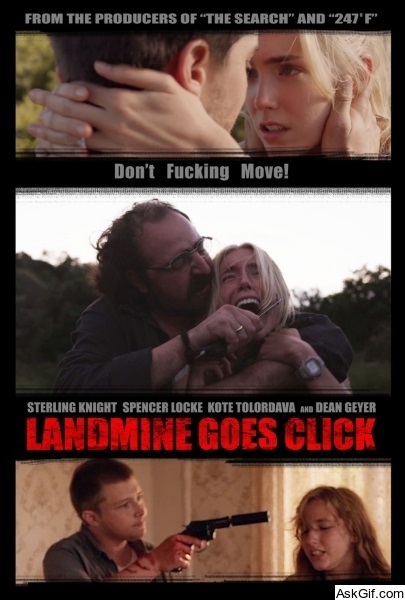 FROM THE PRODUCERS OF "THE SEARCH" AND "247°F"
Don't Fucking Move!
STERLING KNIGHT SPENCER LOCKE KOTE TOLORDAVA AND DEAN GEYER
LANDMINE GOES CLICK
AskGif.com